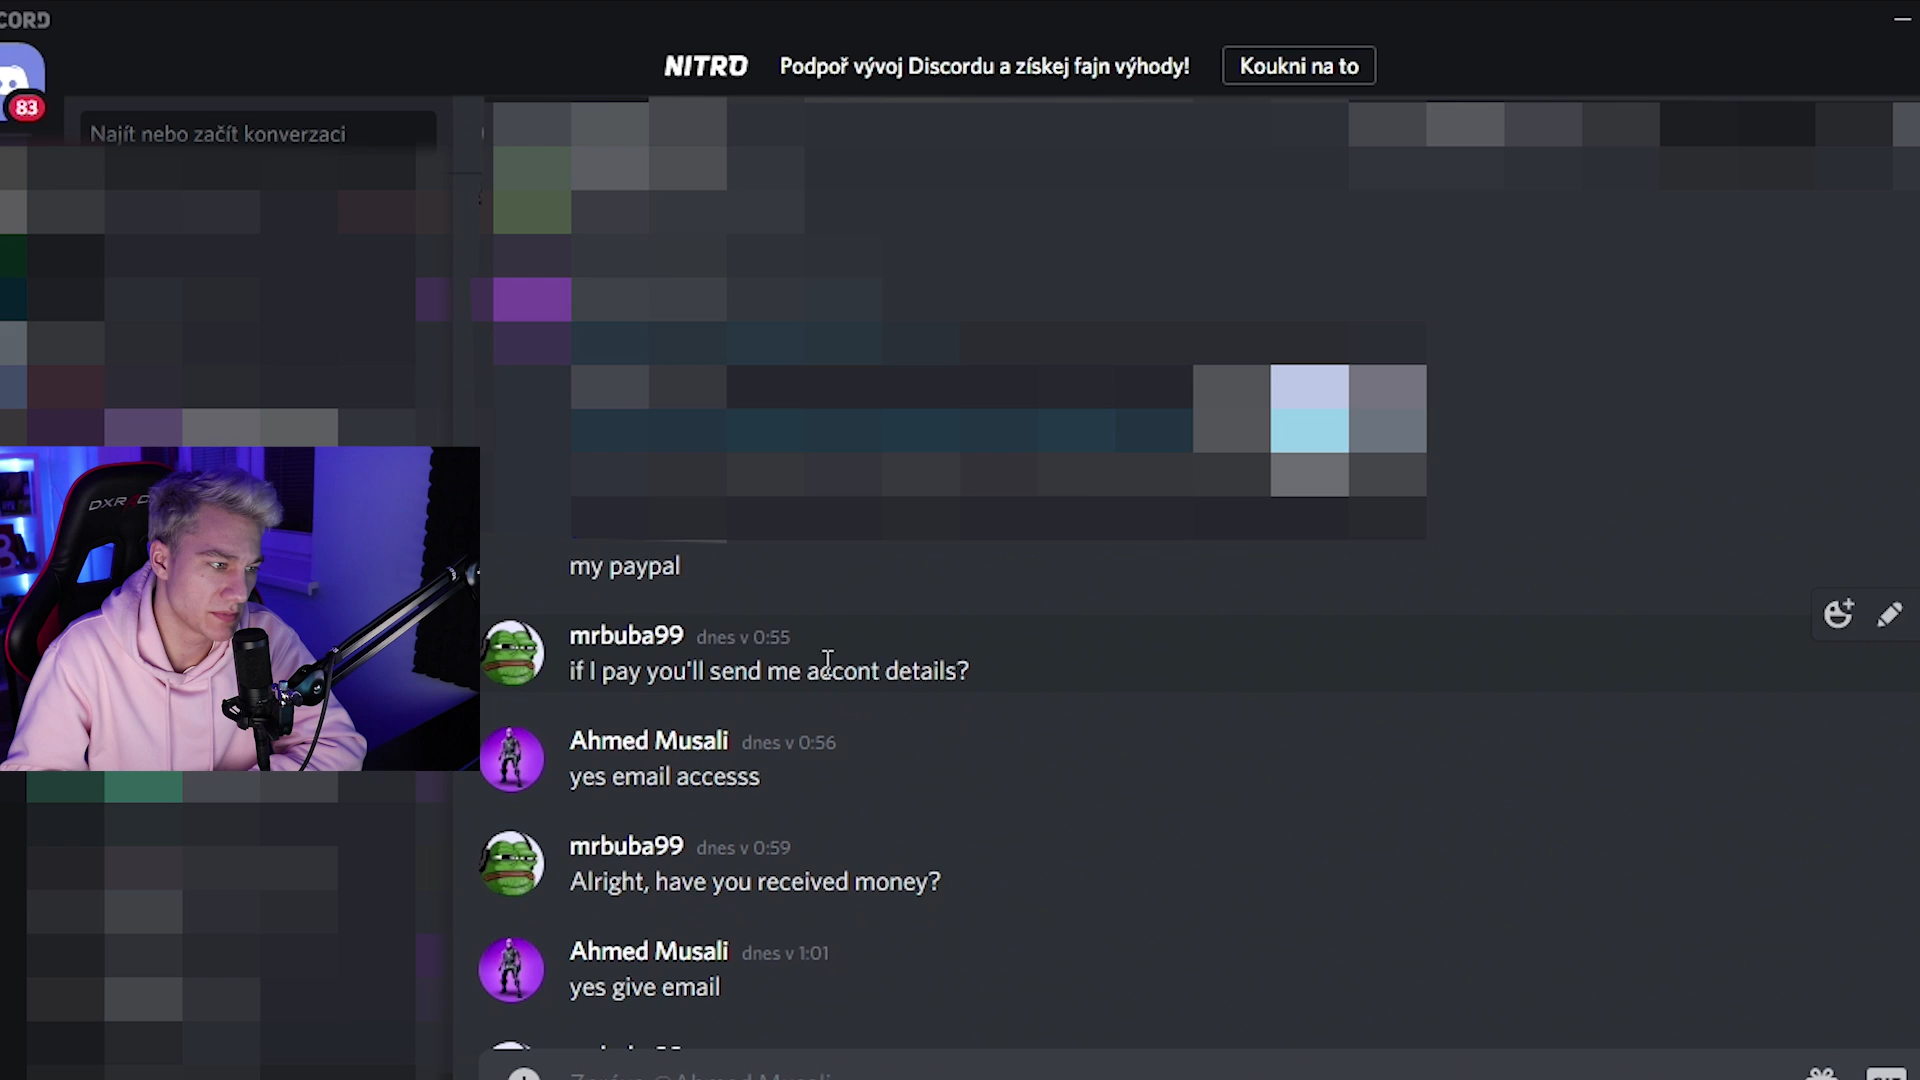 CORD
NITRO Podpoř vývoj Discordu a získej fajn výhody! Koukni na to
83
Najít nebo začít konverzaci
DXR
my paypal
mrbuba99 dnes v 0:55
if I pay you'll send me accont details?
Ahmed Musali dnes v 0:56
yes email accesss
mrbuba99 dnes v 0:59
Alright, have you received money?
Ahmed Musali dnes v 1:01
yes give email